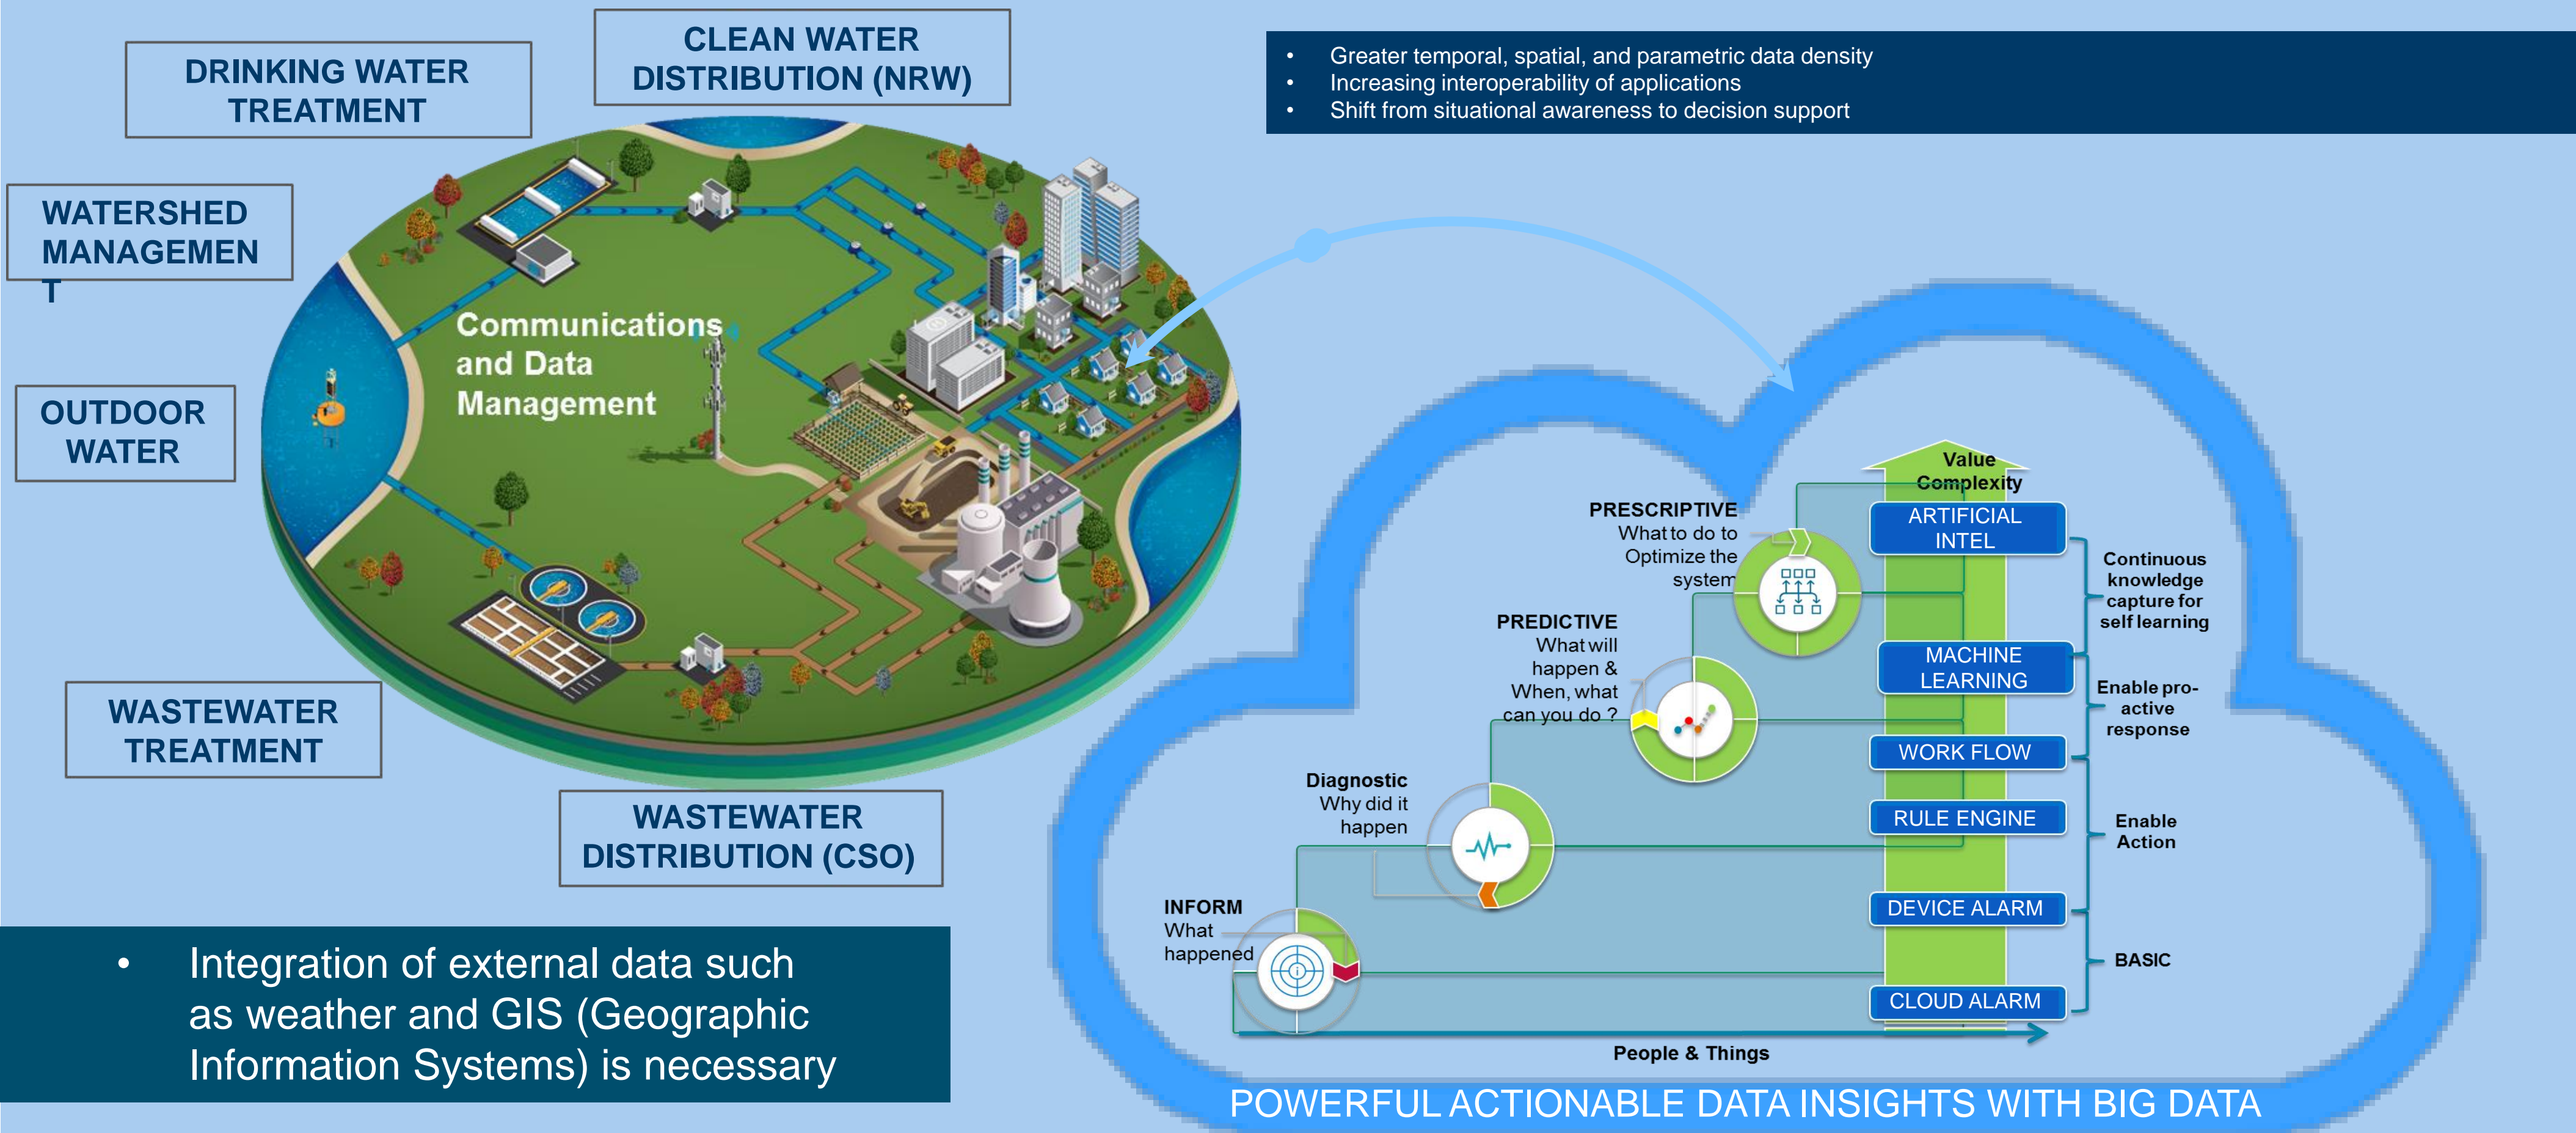 CLEAN WATER
DISTRIBUTION (NRW)
DRINKING WATER
TREATMENT
WATERSHED
MANAGEMEN
T
OUTDOOR
WATER
Communications
and Data
Management
WASTEWATER
TREATMENT
WASTEWATER
DISTRIBUTION (CSO)
• Integration of external data such
as weather and GIS (Geographic
Information Systems) is necessary
• Greater temporal, spatial, and parametric data density
• Increasing interoperability of applications
• Shift from situational awareness to decision support
Value
Complexity
PRESCRIPTIVE
What to do to
Optimize the
system
PREDICTIVE
What will
happen &
When, what
can you do ?
Diagnostic
Why did it
happen
INFORM
What
happened
ARTIFICIAL
INTEL
MACHINE
LEARNING
WORK FLOW
RULE ENGINE
DEVICE ALARM
CLOUD ALARM
Continuous
knowledge
capture for
self learning
Enable pro-
active
response
Enable
Action
BASIC
People & Things
POWERFUL ACTIONABLE DATA INSIGHTS WITH BIG DATA